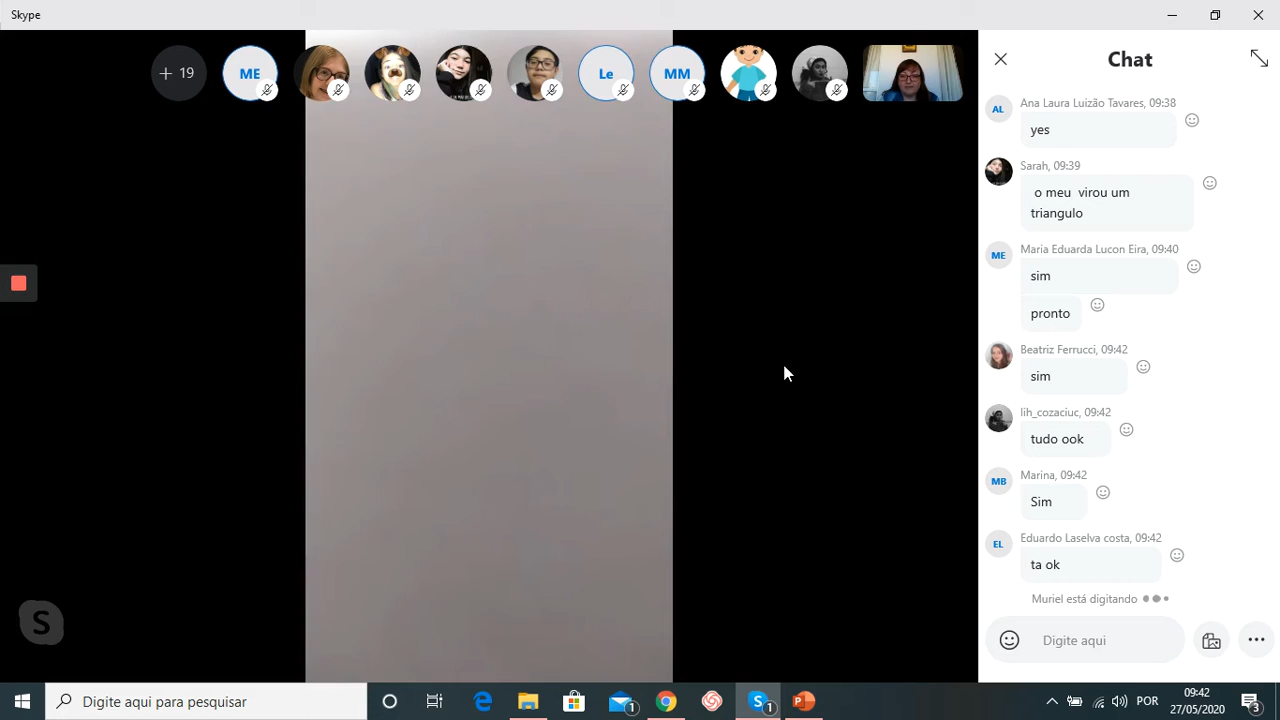 Skype
+ 19
ME
Le
MM
Chat
AL
Ana Laura Luizão Tavares, 09:38
yes
Sarah, 09:39
o meu virou um
triangulo
ME
Maria Eduarda Lucon Eira, 09:40
sim
pronto
Beatriz Ferrucci, 09:42
sim
lih_cozaciuc, 09:42
tudo ook
MB
Marina, 09:42
Sim
EL
Eduardo Laselva costa, 09:42
ta ok
Muriel está digitando
Digite aqui
S
Digite aqui para pesquisar
1
1
POR
09:42
27/05/2020
3